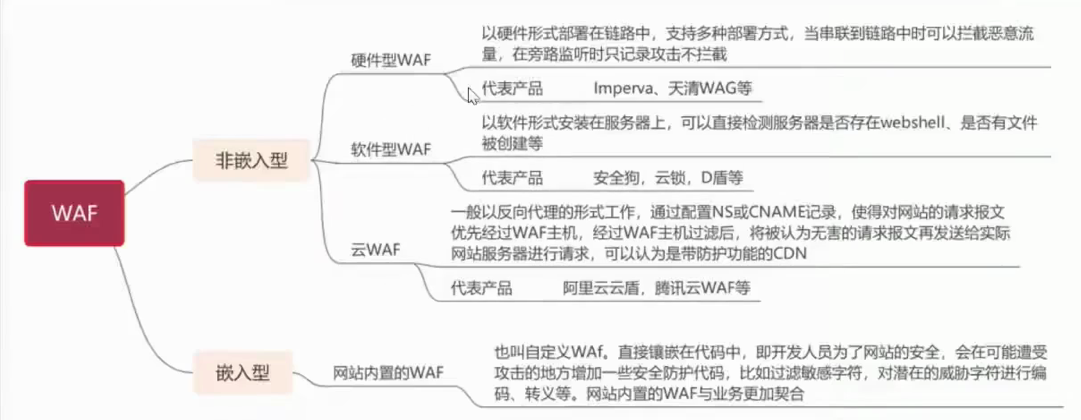 WAF
非嵌入型
硬件型WAF
以硬件形式部署在链路中，支持多种部署方式，当串联到链路中时可以拦截恶意流
量，在旁路监听时只记录攻击不拦截
代表产品 Imperva、天清WAG等
软件型WAF
以软件形式安装在服务器上，可以直接检测服务器是否存在webshell、是否有文件
被创建等
代表产品 安全狗，云锁，D盾等
云WAF
一般以反向代理的形式工作，通过配置NS或CNAME记录，使得对网站的请求报文
优先经过WAF主机，经过WAF主机过滤后，将被认为无害的请求报文再发送给实际
网站服务器进行请求，可以认为是带防护功能的CDN
代表产品 阿里云云盾，腾讯云WAF等
嵌入型
网站内置的WAF
也叫自定义WAf。直接镶嵌在代码中，即开发人员为了网站的安全，会在可能遭受
攻击的地方增加一些安全防护代码，比如过滤敏感字符，对潜在的威胁字符进行编
码、转义等。网站内置的WAF与业务更加契合